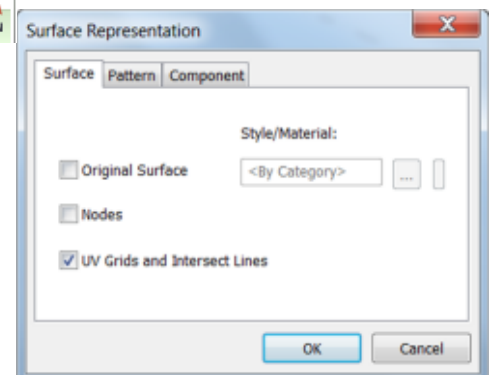 Surface Representation
Surface Pattern Component
Style/Material:
Original Surface <By Category> ...
Nodes
UV Grids and Intersect Lines
OK Cancel